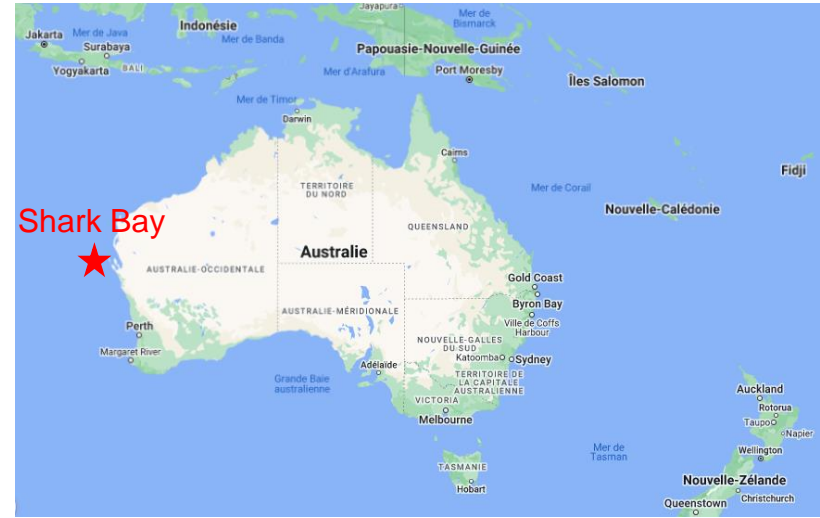 Jayapura
Mer de
Bismarck
Indonésie
Jakarta
Mer de Java
Mer de Banda
Surabaya
Papouasie-Nouvelle-Guinée
Yogyakarta
BALI
Mer d'Arafura
Port Moresby
Îles Salomon
Mer de Timor
Darwin
Cairns
Fidji
TERRITOIRE
DU NORD
Mer de Corail
Nouvelle-Calédonie
Shark Bay
QUEENSLAND
Australie
AUSTRALIE-OCCIDENTALE
Gold Coast
Byron Bay
AUSTRALIE-MÉRIDIONALE
Ville de Coffs
Harbour
Perth
NOUVELLE-GALLES
DU SUD
Margaret River
Katoomba
Sydney
Adélaïde
TERRITOIRE DE
LA CAPITALE
AUSTRALIENNE
Grande Baie
australienne
VICTORIA
Melbourne
Auckland
Rotorua
Taupo
Napier
Mer de
Tasman
Wellington
TASMANIE
Hobart
Nouvelle-Zélande
Christchurch
Queenstown